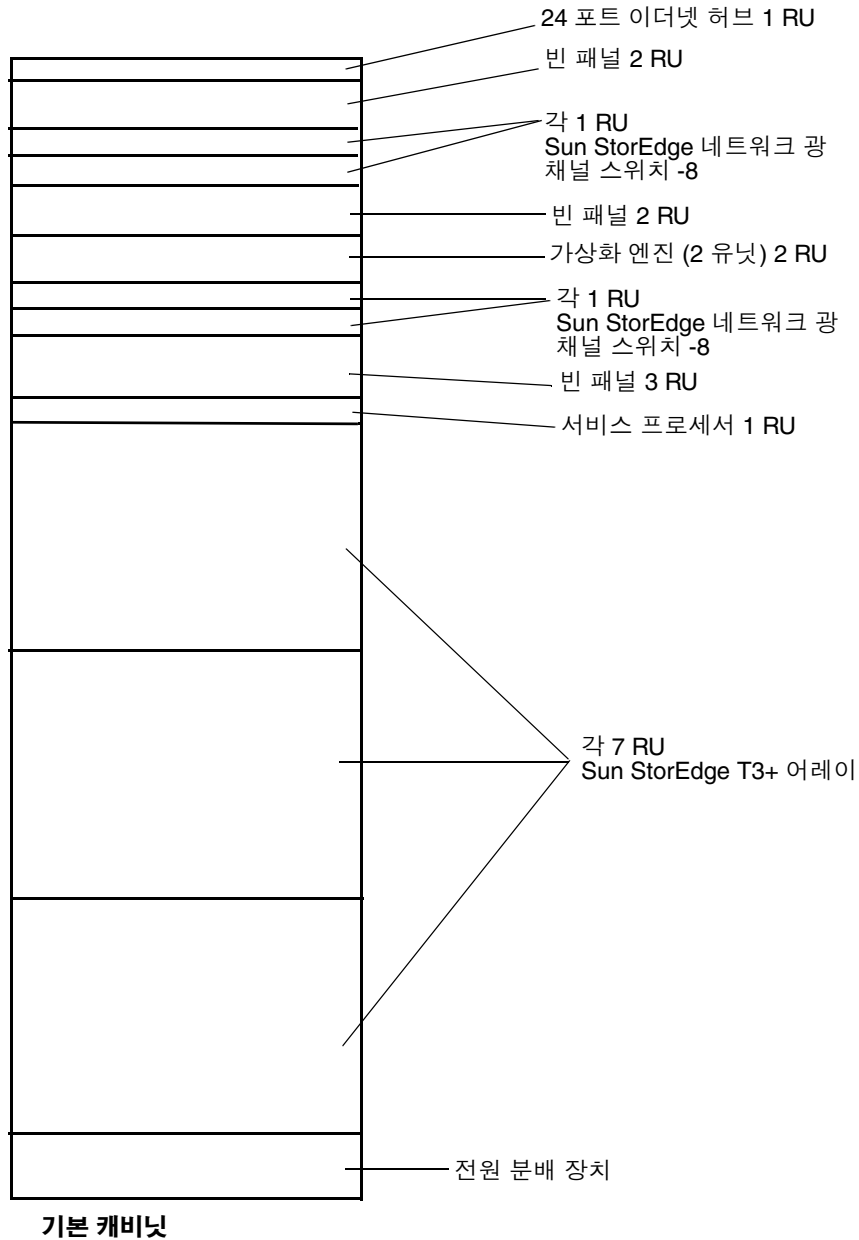 24 포트 이더넷 허브 1 RU
빈 패널 2 RU
각 1 RU
Sun StorEdge 네트워크 광
채널 스위치 -8
빈 패널 2 RU
가상화 엔진 (2 유닛) 2 RU
각 1 RU
Sun StorEdge 네트워크 광
채널 스위치 -8
빈 패널 3 RU
서비스 프로세서 1 RU
각 7 RU
Sun StorEdge T3+ 어레이
전원 분배 장치
기본 캐비닛